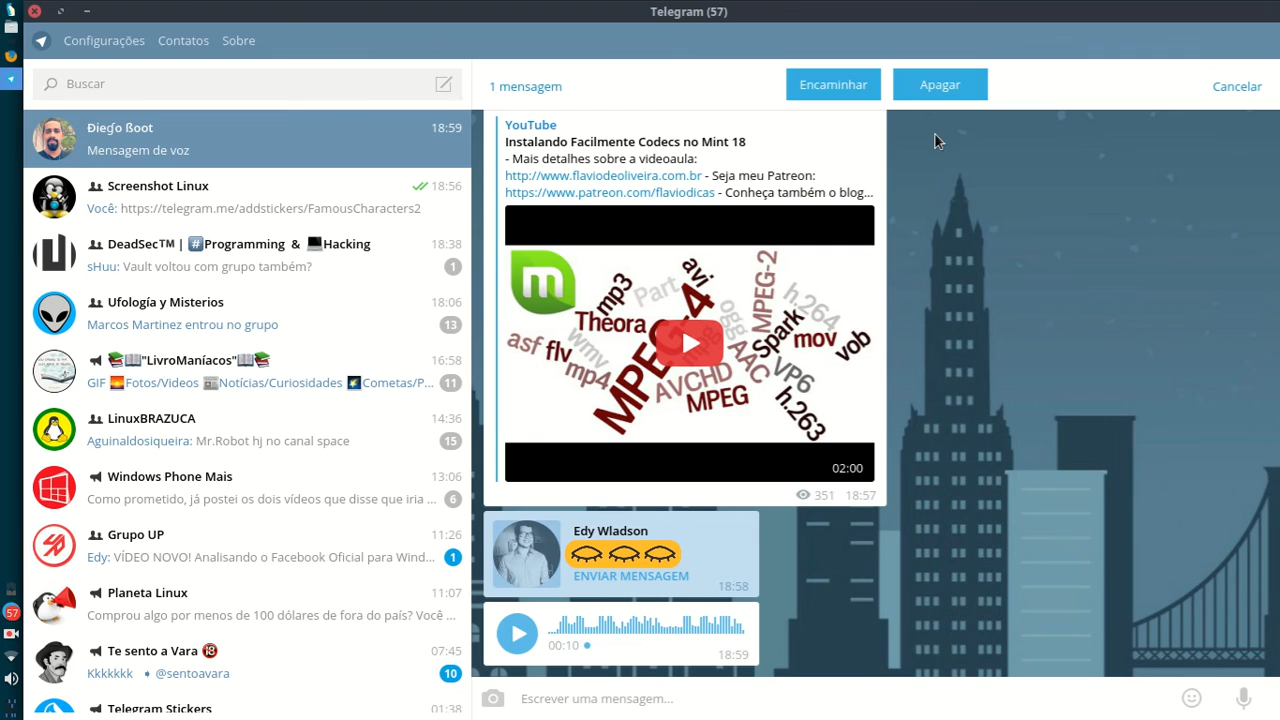 Telegram (57)
Configurações Contatos Sobre
Buscar
Ðieɠo ßoot 18:59
Mensagem de voz
Screenshot Linux 18:56
Você: https://telegram.me/addstickers/FamousCharacters2
DeadSec™ | #Programming & Hacking 18:38
sHuu: Vault voltou com grupo também? 1
Ufología y Misterios 18:06
Marcos Martinez entrou no grupo 13
"LivroManíacos" 16:58
GIF Fotos/Videos Notícias/Curiosidades Cometas/P... 11
LinuxBRAZUCA 14:36
Aguinaldosiqueira: Mr.Robot hj no canal space 15
Windows Phone Mais 13:06
Como prometido, já postei os dois vídeos que disse que iria ... 6
Grupo UP 11:26
Edy: VÍDEO NOVO! Analisando o Facebook Oficial para Wind... 1
Planeta Linux 11:07
Comprou algo por menos de 100 dólares de fora do país? Você ...
Te sento a Vara 🔞 07:45
Kkkkkkk ➧ @sentoavara 10
Telegram Stickers 01:38
57
1 mensagem Encaminhar Apagar Cancelar
YouTube
Instalando Facilmente Codecs no Mint 18
- Mais detalhes sobre a videoaula:
http://www.flaviodeoliveira.com.br - Seja meu Patreon:
https://www.patreon.com/flaviodicas - Conheça também o blog...
mp3
Part
avi
MPEG-2
h.264
Theora
MPEG-4
ogg
Spark
mov
vob
asf
flv
wmv
mp4
AAC
AVCHD
VP6
MPEG
h.263
02:00
351 18:57
Edy Wladson
ENVIAR MENSAGEM
18:58
00:10
18:59
Escrever uma mensagem...